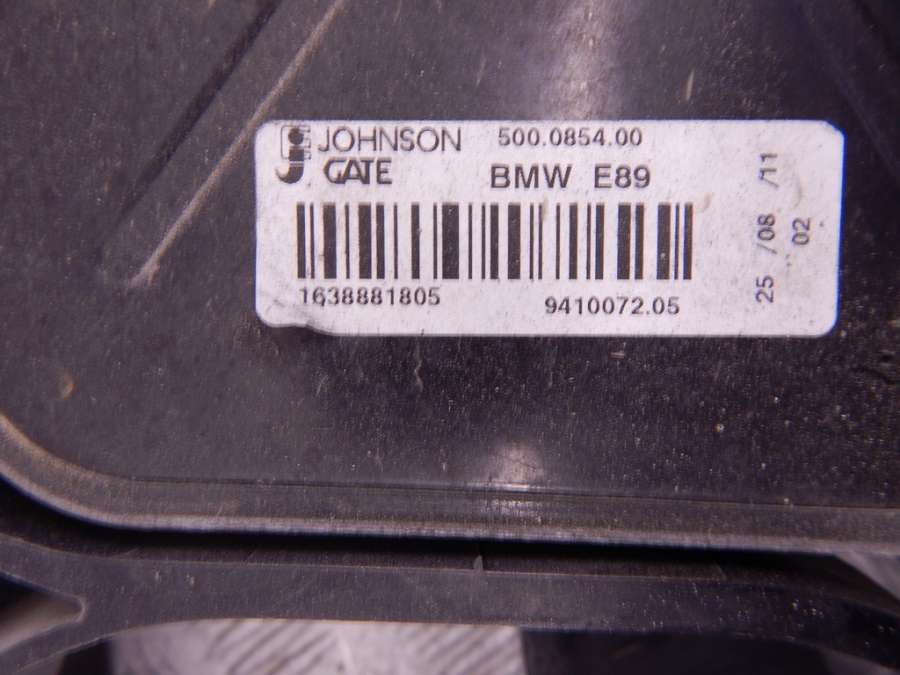 JOHNSON 500.0854.00
GATE BMW E89
1638881805
9410072.05
25 /08 /11
02